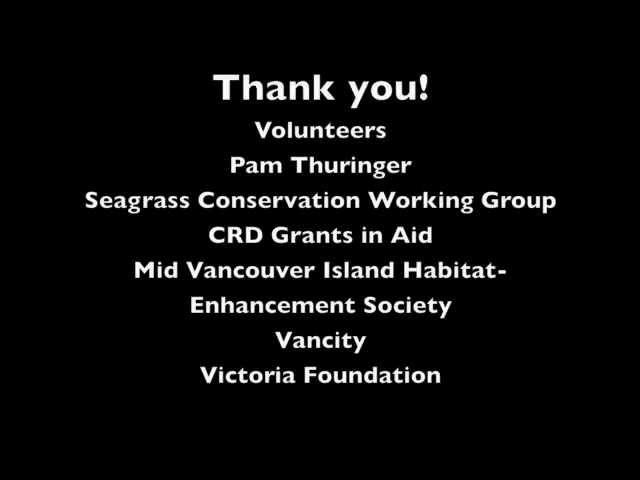 Thank you!
Volunteers
Pam Thuringer
Seagrass Conservation Working Group
CRD Grants in Aid
Mid Vancouver Island Habitat-
Enhancement Society
Vancity
Victoria Foundation